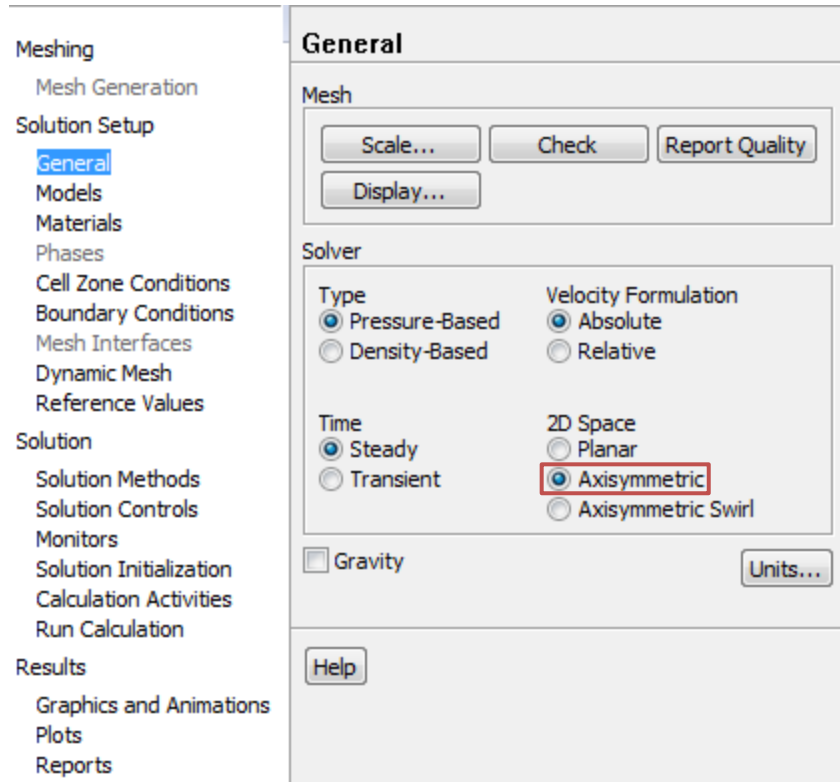 Meshing
Mesh Generation
Solution Setup
General
Models
Materials
Phases
Cell Zone Conditions
Boundary Conditions
Mesh Interfaces
Dynamic Mesh
Reference Values
Solution
Solution Methods
Solution Controls
Monitors
Solution Initialization
Calculation Activities
Run Calculation
Results
Graphics and Animations
Plots
Reports
General
Mesh
Scale... Check Report Quality
Display...
Solver
Type Velocity Formulation
Pressure-Based Absolute
Density-Based Relative
Time 2D Space
Steady Planar
Transient Axisymmetric
Axisymmetric Swirl
Gravity Units...
Help